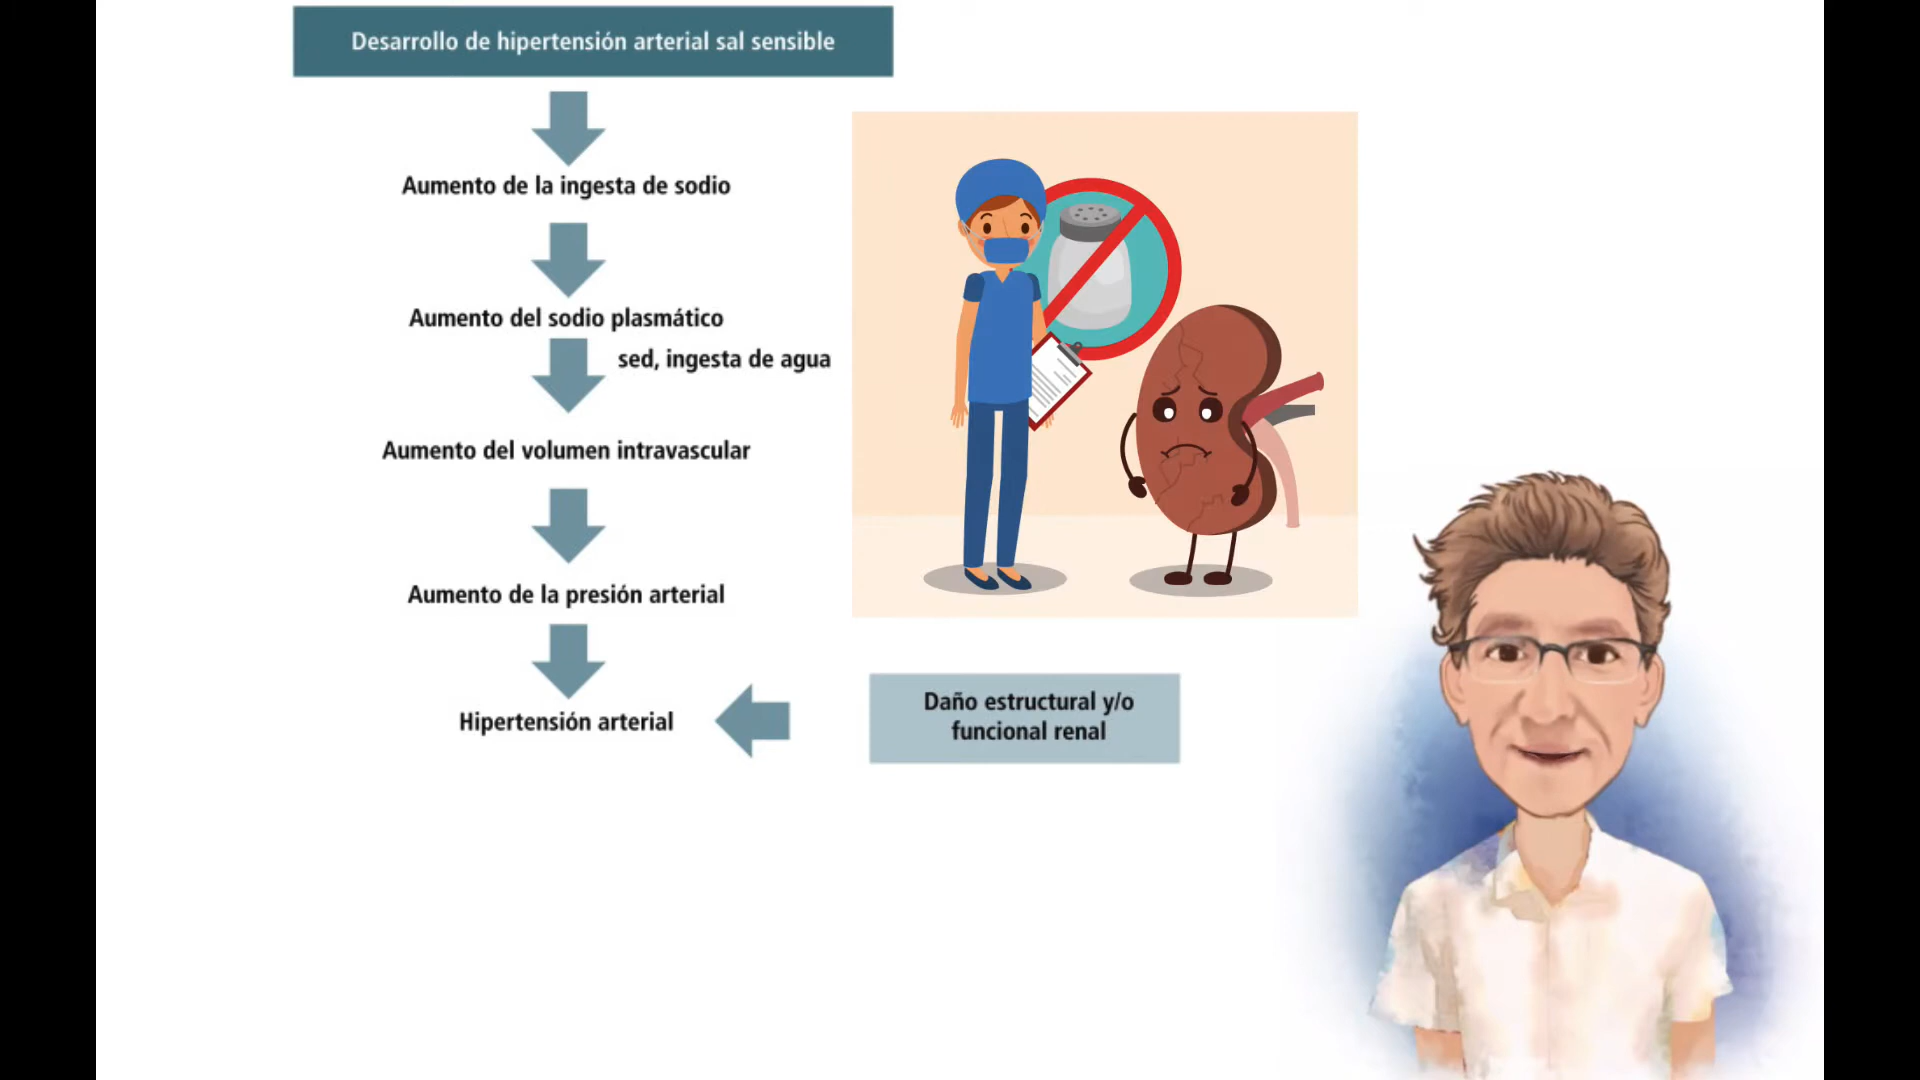 Desarrollo de hipertensión arterial sal sensible
Aumento de la ingesta de sodio
Aumento del sodio plasmático
sed, ingesta de agua
Aumento del volumen intravascular
Aumento de la presión arterial
Hipertensión arterial
Daño estructural y/o
funcional renal